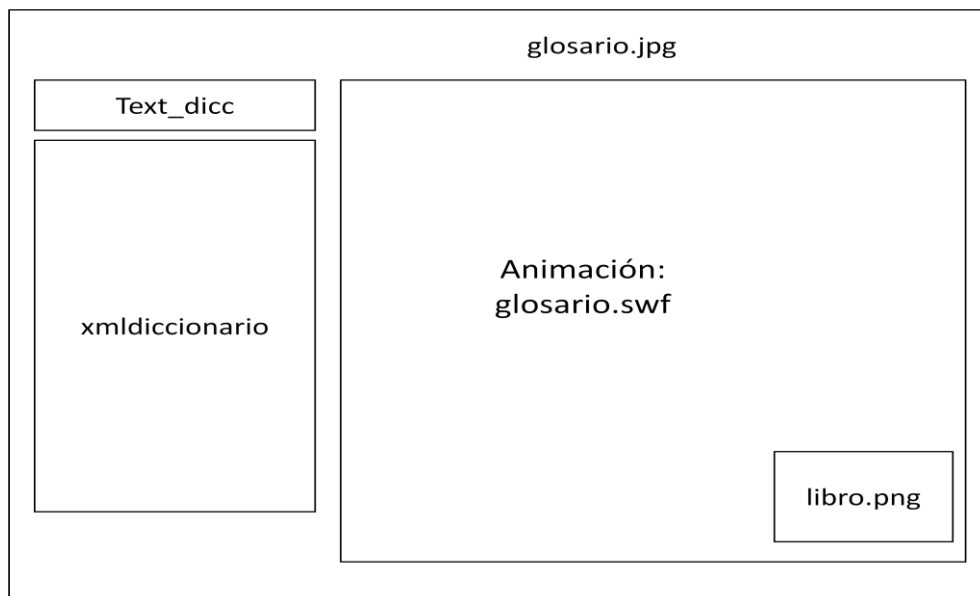 glosario.jpg
Text_dicc
xmldiccionario
Animación:
glosario.swf
libro.png